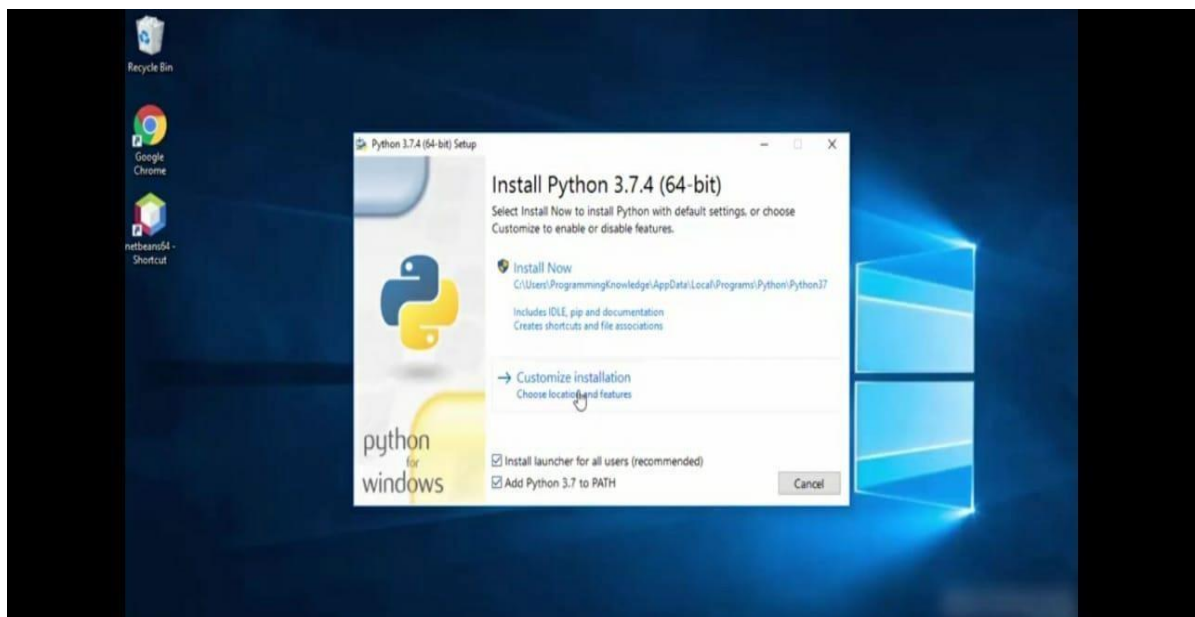 Recycle Bin
Google
Chrome
netbeans64 -
Shortcut
Python 3.7.4 (64-bit) Setup
Install Python 3.7.4 (64-bit)
Select Install Now to install Python with default settings, or choose
Customize to enable or disable features.
Install Now
C:\Users\ProgrammingKnowledge\AppData\Local\Programs\Python\Python37
Includes IDLE, pip and documentation
Creates shortcuts and file associations
Customize installation
Choose location and features
python
for
windows
Install launcher for all users (recommended)
Add Python 3.7 to PATH
Cancel